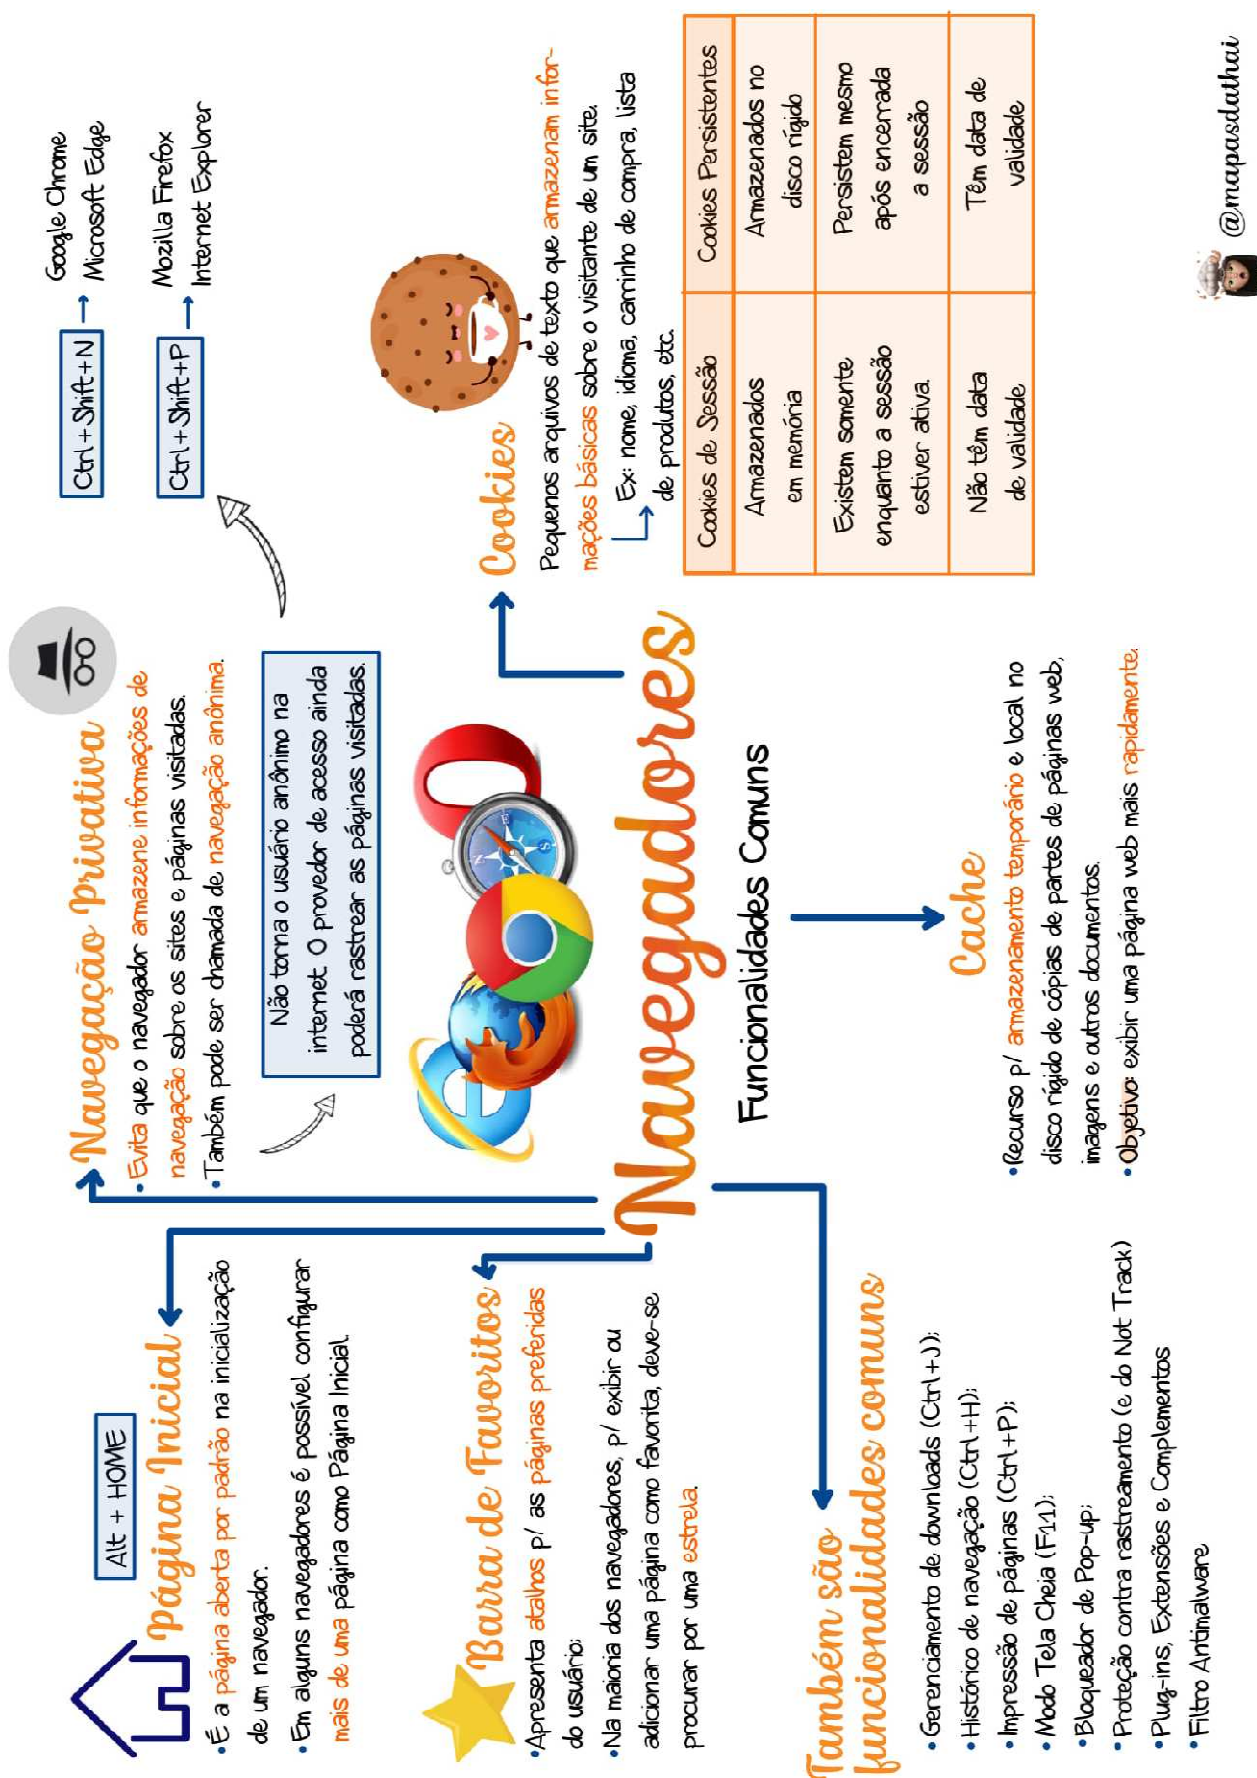 Alt + HOME
Página Inicial
•É a página aberta por padrão na inicialização
de um navegador.
•Em alguns navegadores é possível configurar
mais de uma página como Página Inicial.
Navegação Privativa
•Evita que o navegador armazene informações de
navegação sobre os sites e páginas visitadas.
•Também pode ser chamada de navegação anônima.
Não torna o usuário anônimo na
internet. O provedor de acesso ainda
poderá rastrear as páginas visitadas.
Ctrl+Shift+N
Google Chrome
Microsoft Edge
Ctrl+Shift+P
Mozilla Firefox
Internet Explorer
Barra de Favoritos
•Apresenta atalhos p/ as páginas preferidas
do usuário;
•Na maioria dos navegadores, p/ exibir ou
adicionar uma página como favorita, deve-se
procurar por uma estrela.
Navegadores
Funcionalidades Comuns
Cookies
Pequenos arquivos de texto que armazenam infor-
mações básicas sobre o visitante de um site.
Ex: nome, idioma, carrinho de compra, lista
de produtos, etc.
Cookies de Sessão
Cookies Persistentes
Armazenados
em memória
Armazenados no
disco rígido
Existem somente
enquanto a sessão
estiver ativa
Persistem mesmo
após encerrada
a sessão
Não têm data
de validade
Têm data de
validade
Também são
funcionalidades comuns
•Gerenciamento de downloads (Ctrl+J);
•Histórico de navegação (Ctrl+H);
•Impressão de páginas (Ctrl+P);
•Modo Tela Cheia (F11);
•Bloqueador de Pop-up;
•Proteção contra rastreamento (e do Not Track)
•Plug-ins, Extensões e Complementos
•Filtro Antimalware
Cache
•Recurso p/ armazenamento temporário e local no
disco rígido de cópias de partes de páginas web,
imagens e outros documentos.
•Objetivo: exibir uma página web mais rapidamente.
@mapasdathai